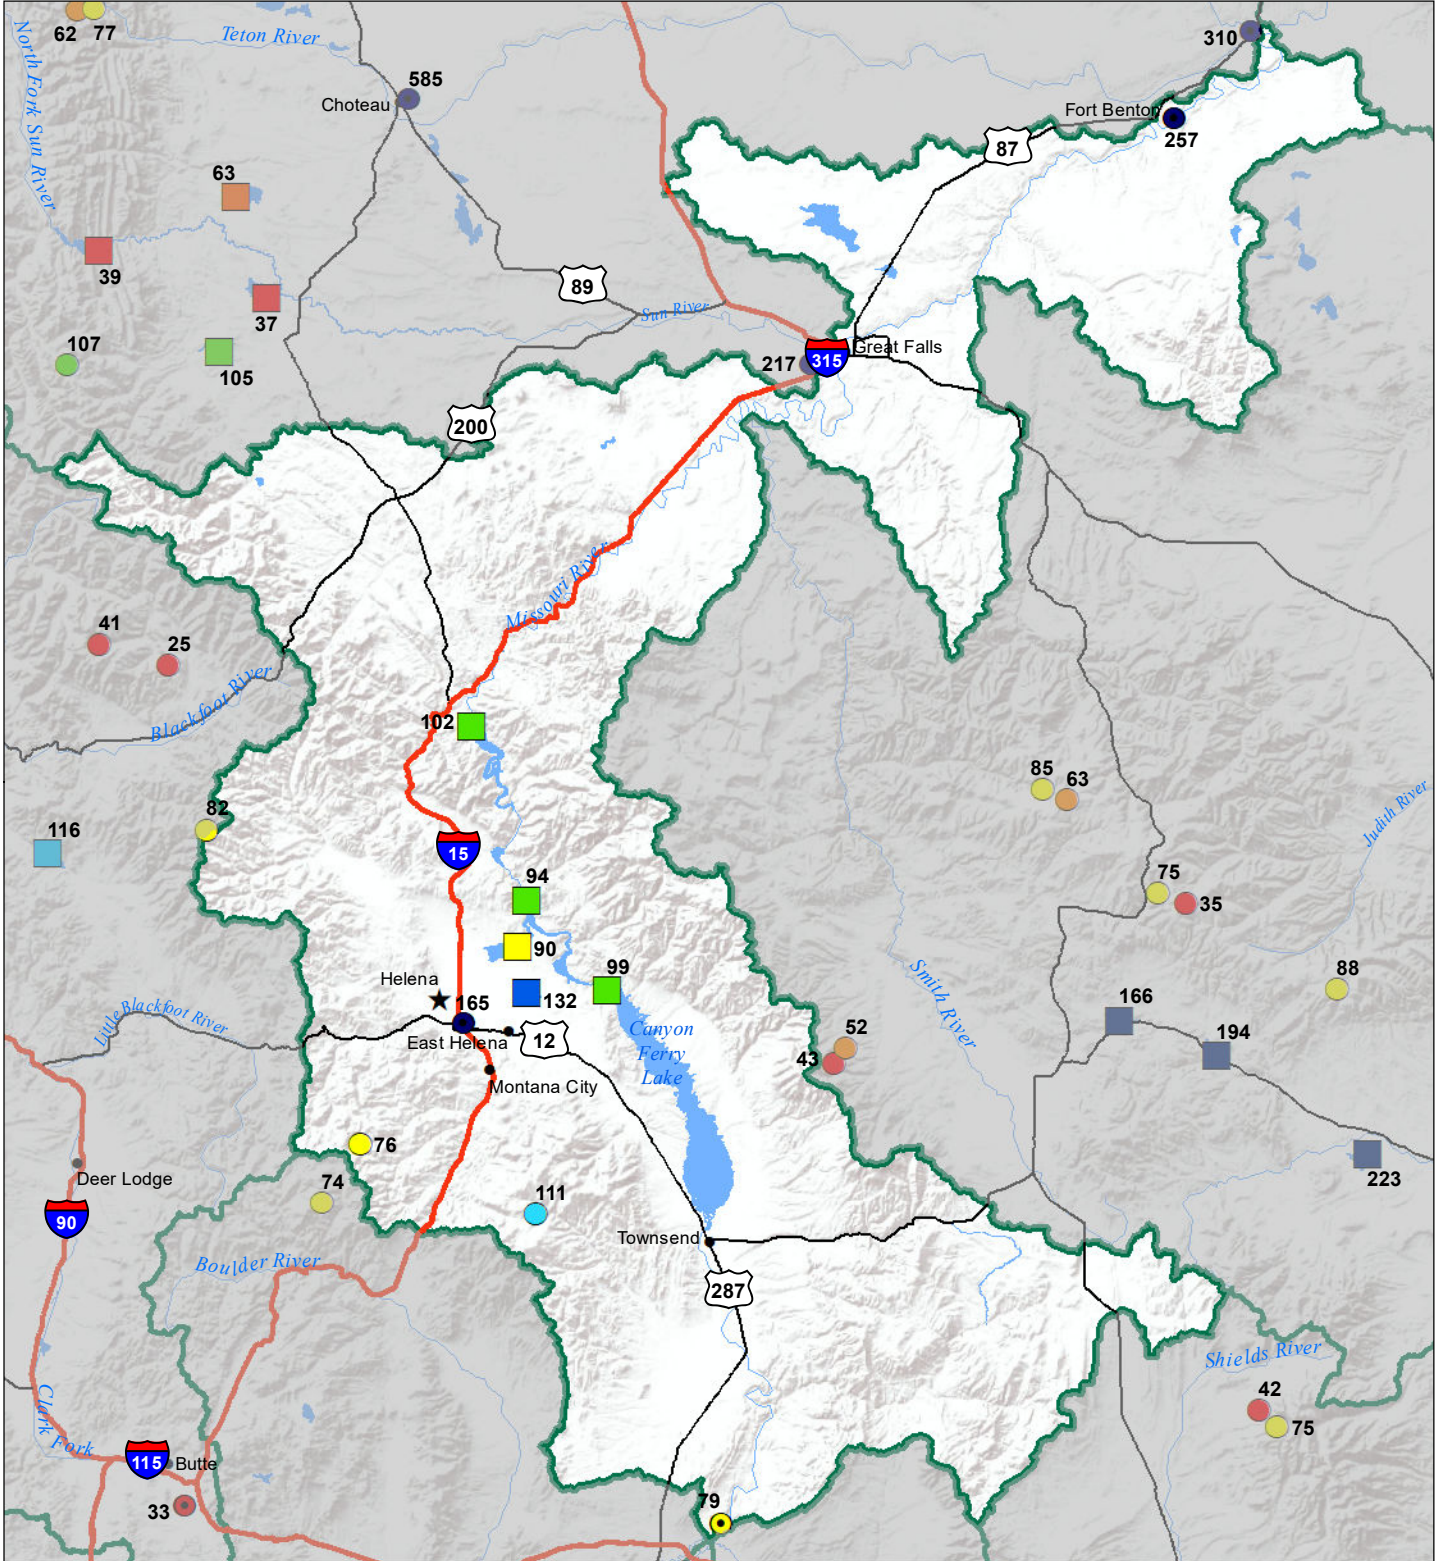 62
77
Teton River
310
585
Choteau
Fort Benton
257
87
North Fork Sun River
63
39
89
37
Sun River
107
105
217
315
Great Falls
200
Missouri River
41
25
Blackfoot River
102
85
63
Judith River
82
116
15
94
75
35
90
Smith River
88
99
Helena
165
132
166
Little Blackfoot River
East Helena
12
Canyon
Ferry
Lake
52
43
194
Montana City
76
223
Deer Lodge
74
111
90
Townsend
Boulder River
287
Shields River
42
75
Clark Fork
115
Butte
33
79